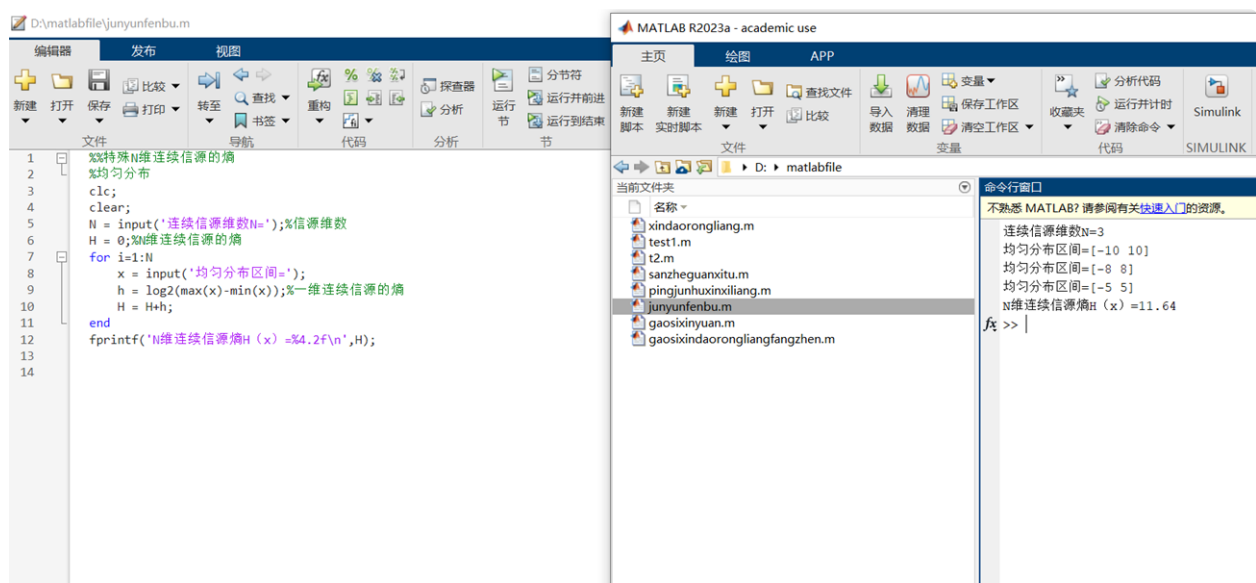 D:\matlabfile\junyunfenbu.m
编辑器 发布 视图
新建 打开 保存 比较 打印 转至 查找 书签 重构 探查器 分析 运行节 分节符 运行并前进 运行到结束
文件 导航 代码 分析 节
1 %%特殊N维连续信源的熵
2 %均匀分布
3 clc;
4 clear;
5 N = input('连续信源维数N=');%信源维数
6 H = 0;%N维连续信源的熵
7 for i=1:N
8 x = input('均匀分布区间=');
9 h = log2(max(x)-min(x));%一维连续信源的熵
10 H = H+h;
11 end
12 fprintf('N维连续信源熵H（x）=%4.2f\n',H);
13
14
MATLAB R2023a - academic use
主页 绘图 APP
新建脚本 新建实时脚本 新建 打开 查找文件 比较 导入数据 清理数据 变量 保存工作区 清空工作区 收藏夹 分析代码 运行并计时 清除命令 Simulink
文件 变量 代码 SIMULINK
D: matlabfile
当前文件夹
名称
xindaorongliang.m
test1.m
t2.m
sanzheguanxitu.m
pingjunhuxinxiliang.m
junyunfenbu.m
gaosixinyuan.m
gaosixindaorongliangfangzhen.m
命令行窗口
不熟悉 MATLAB? 请参阅有关快速入门的资源。
连续信源维数N=3
均匀分布区间=[-10 10]
均匀分布区间=[-8 8]
均匀分布区间=[-5 5]
N维连续信源熵H（x）=11.64
fx >>